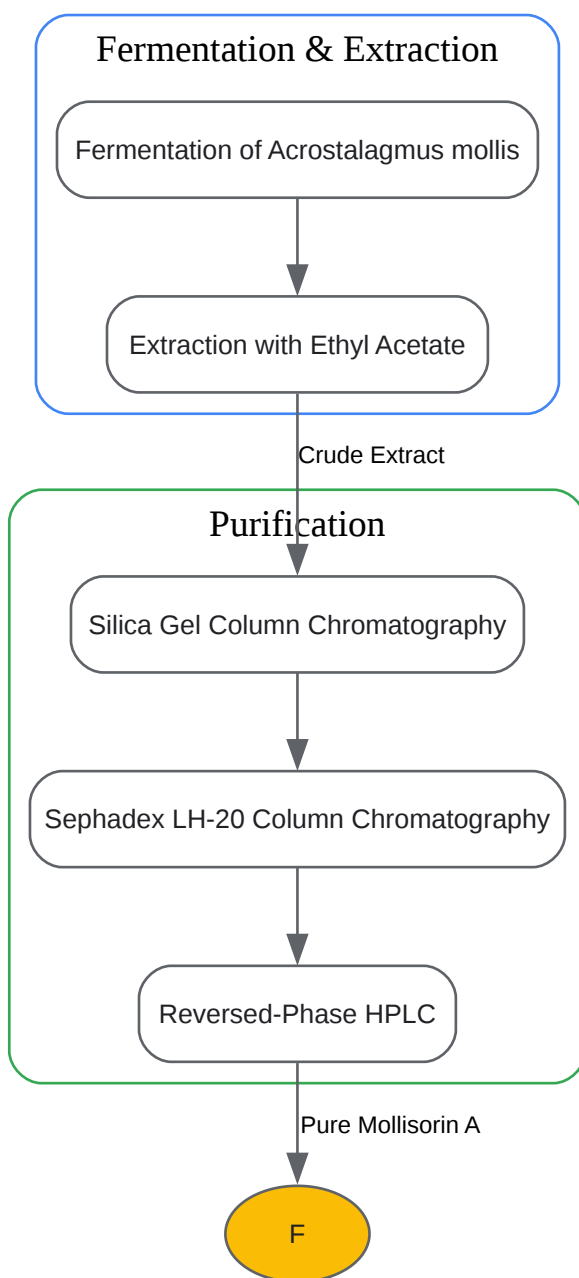 Fermentation & Extraction
Fermentation of Acrostalagmus mollis
Extraction with Ethyl Acetate
Crude Extract
Purification
Silica Gel Column Chromatography
Sephadex LH-20 Column Chromatography
Reversed-Phase HPLC
Pure Mollisorin A
F